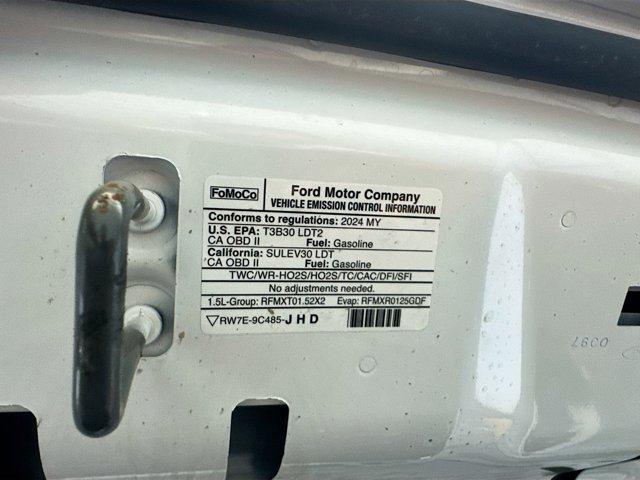 FoMoCo
Ford Motor Company
VEHICLE EMISSION CONTROL INFORMATION
Conforms to regulations: 2024 MY
U.S. EPA: T3B30 LDT2
CA OBD II Fuel: Gasoline
California: SULEV30 LDT
CA OBD II Fuel: Gasoline
TWC/WR-HO2S/HO2S/TC/CAC/DFI/SFI
No adjustments needed.
1.5L-Group: RFMXT01.52X2 Evap: RFMXR0125GDF
RW7E-9C485-JHD
0397